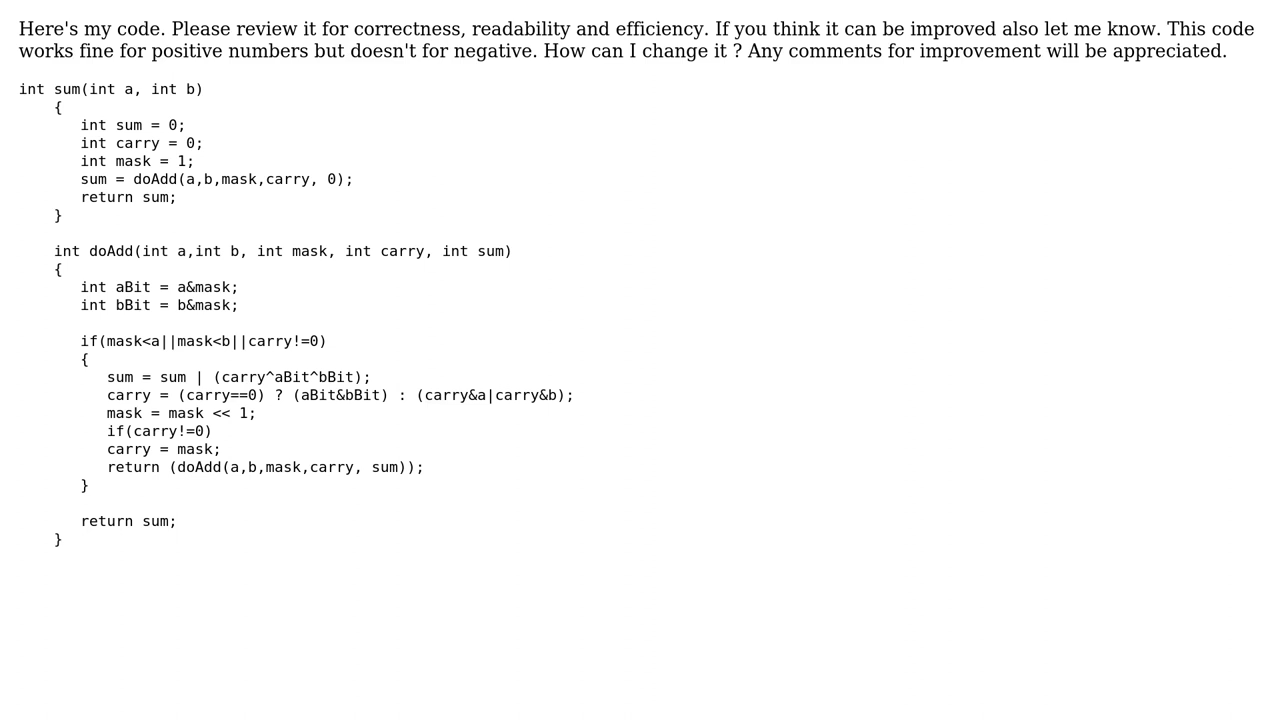 Here's my code. Please review it for correctness, readability and efficiency. If you think it can be improved also let me know. This code
works fine for positive numbers but doesn't for negative. How can I change it ? Any comments for improvement will be appreciated.
int sum(int a, int b)
    {
       int sum = 0;
       int carry = 0;
       int mask = 1;
       sum = doAdd(a,b,mask,carry, 0);
       return sum;
    }

    int doAdd(int a,int b, int mask, int carry, int sum)
    {
       int aBit = a&mask;
       int bBit = b&mask;

       if(mask<a||mask<b||carry!=0)
       {
          sum = sum | (carry^aBit^bBit);
          carry = (carry==0) ? (aBit&bBit) : (carry&a|carry&b);
          mask = mask << 1;
          if(carry!=0)
          carry = mask;
          return (doAdd(a,b,mask,carry, sum));
       }

       return sum;
    }